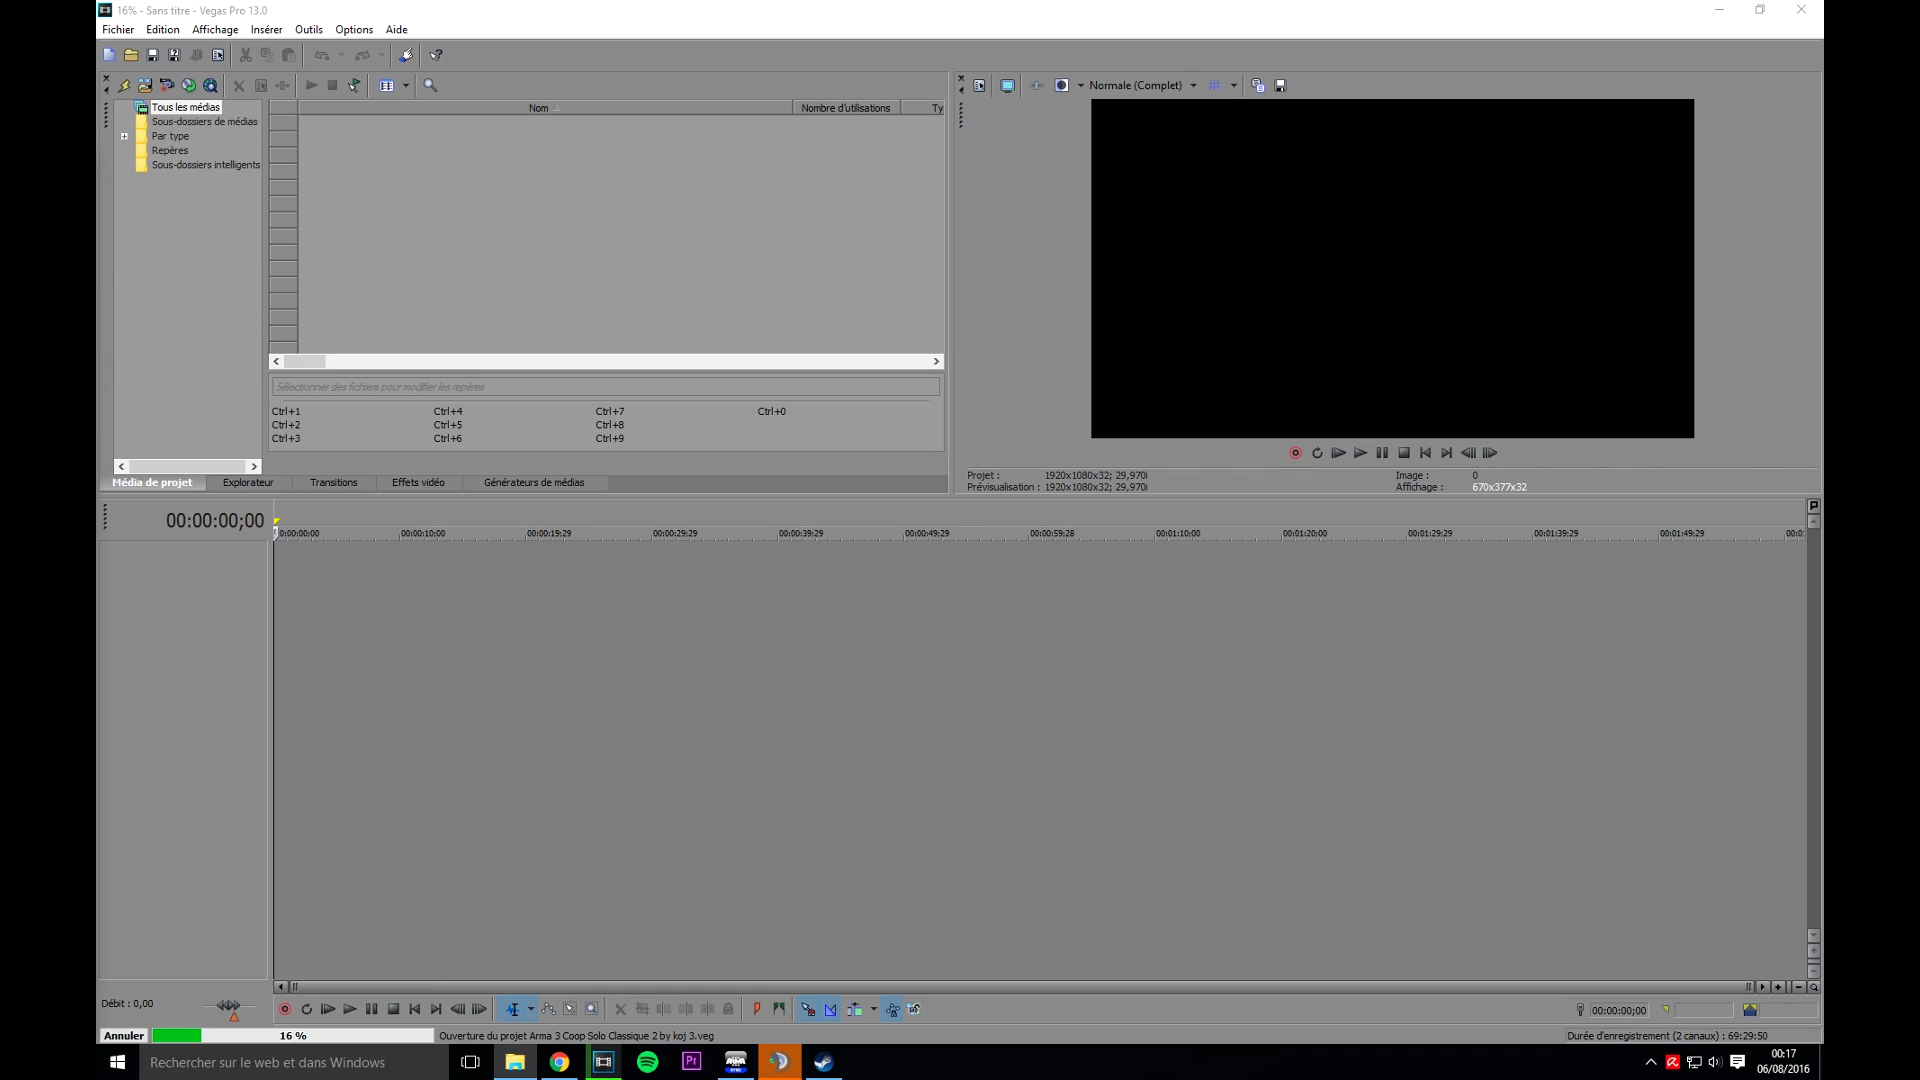 16% - Sans titre - Vegas Pro 13.0
Fichier Edition Affichage Insérer Outils Options Aide
Normale (Complet)
Tous les médias
Sous-dossiers de médias
Par type
Repères
Sous-dossiers intelligents
Nom Nombre d'utilisations Ty
Sélectionner des fichiers pour modifier les repères
Ctrl+1 Ctrl+4 Ctrl+7 Ctrl+0
Ctrl+2 Ctrl+5 Ctrl+8
Ctrl+3 Ctrl+6 Ctrl+9
Média de projet Explorateur Transitions Effets vidéo Générateurs de médias
Projet : 1920x1080x32; 29,970i Image : 0
Prévisualisation : 1920x1080x32; 29,970i Affichage : 670x377x32
00:00:00;00
0:00:00;00 00:00:10;00 00:00:19;29 00:00:29;29 00:00:39;29 00:00:49;29 00:00:59;28 00:01:10;00 00:01:20;00 00:01:29;29 00:01:39;29 00:01:49;29 00:0
Débit : 0,00
00:00:00;00
Annuler 16 % Ouverture du projet Arma 3 Coop Solo Classique 2 by koj 3.veg Durée d'enregistrement (2 canaux) : 69:29:50
Rechercher sur le web et dans Windows
Pr
ARMA
00:17
06/08/2016